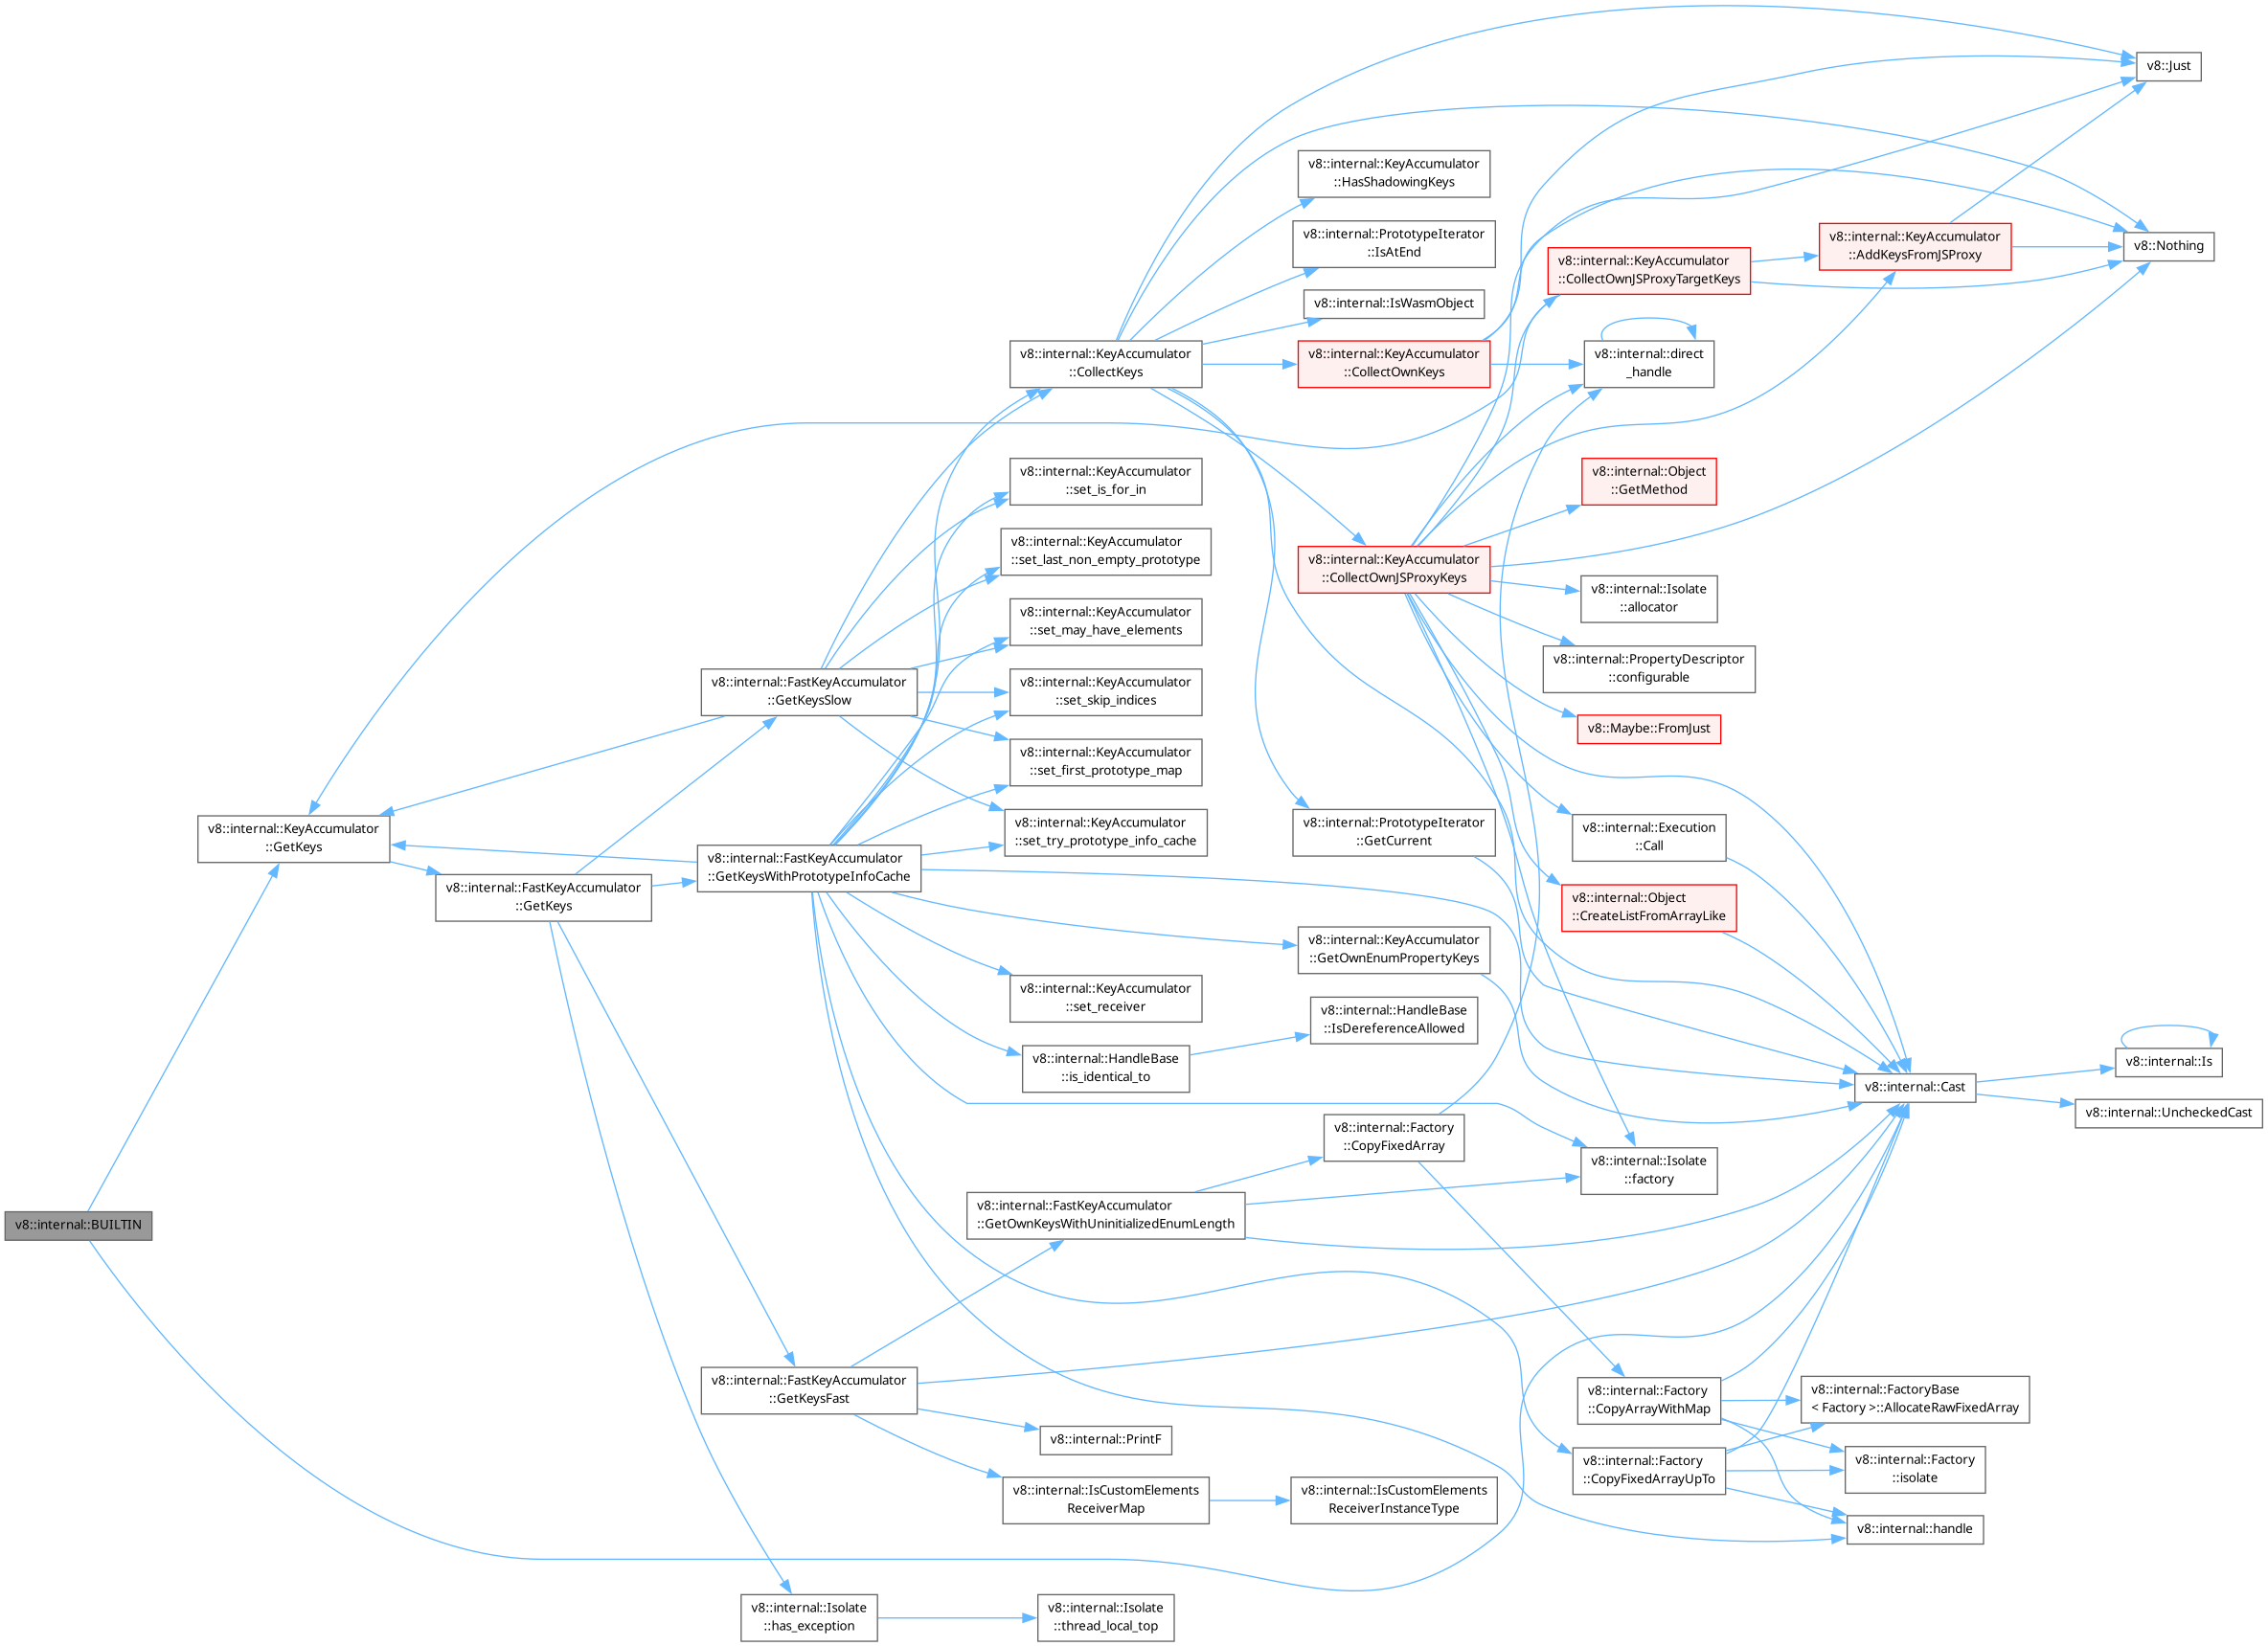 v8::Just
v8::internal::KeyAccumulator
::HasShadowingKeys
v8::internal::PrototypeIterator
::IsAtEnd
v8::internal::KeyAccumulator
::AddKeysFromJSProxy
v8::Nothing
v8::internal::KeyAccumulator
::CollectOwnJSProxyTargetKeys
v8::internal::IsWasmObject
v8::internal::KeyAccumulator
::CollectKeys
v8::internal::KeyAccumulator
::CollectOwnKeys
v8::internal::direct
_handle
v8::internal::KeyAccumulator
::set_is_for_in
v8::internal::Object
::GetMethod
v8::internal::KeyAccumulator
::set_last_non_empty_prototype
v8::internal::KeyAccumulator
::CollectOwnJSProxyKeys
v8::internal::Isolate
::allocator
v8::internal::KeyAccumulator
::set_may_have_elements
v8::internal::PropertyDescriptor
::configurable
v8::internal::FastKeyAccumulator
::GetKeysSlow
v8::internal::KeyAccumulator
::set_skip_indices
v8::Maybe::FromJust
v8::internal::KeyAccumulator
::set_first_prototype_map
v8::internal::KeyAccumulator
::GetKeys
v8::internal::KeyAccumulator
::set_try_prototype_info_cache
v8::internal::PrototypeIterator
::GetCurrent
v8::internal::Execution
::Call
v8::internal::FastKeyAccumulator
::GetKeysWithPrototypeInfoCache
v8::internal::FastKeyAccumulator
::GetKeys
v8::internal::Object
::CreateListFromArrayLike
v8::internal::KeyAccumulator
::GetOwnEnumPropertyKeys
v8::internal::KeyAccumulator
::set_receiver
v8::internal::HandleBase
::IsDereferenceAllowed
v8::internal::HandleBase
::is_identical_to
v8::internal::Is
v8::internal::Cast
v8::internal::UncheckedCast
v8::internal::Factory
::CopyFixedArray
v8::internal::Isolate
::factory
v8::internal::FastKeyAccumulator
::GetOwnKeysWithUninitializedEnumLength
v8::internal::BUILTIN
v8::internal::FastKeyAccumulator
::GetKeysFast
v8::internal::Factory
::CopyArrayWithMap
v8::internal::FactoryBase
< Factory >::AllocateRawFixedArray
v8::internal::PrintF
v8::internal::Factory
::CopyFixedArrayUpTo
v8::internal::Factory
::isolate
v8::internal::IsCustomElements
ReceiverMap
v8::internal::IsCustomElements
ReceiverInstanceType
v8::internal::handle
v8::internal::Isolate
::has_exception
v8::internal::Isolate
::thread_local_top